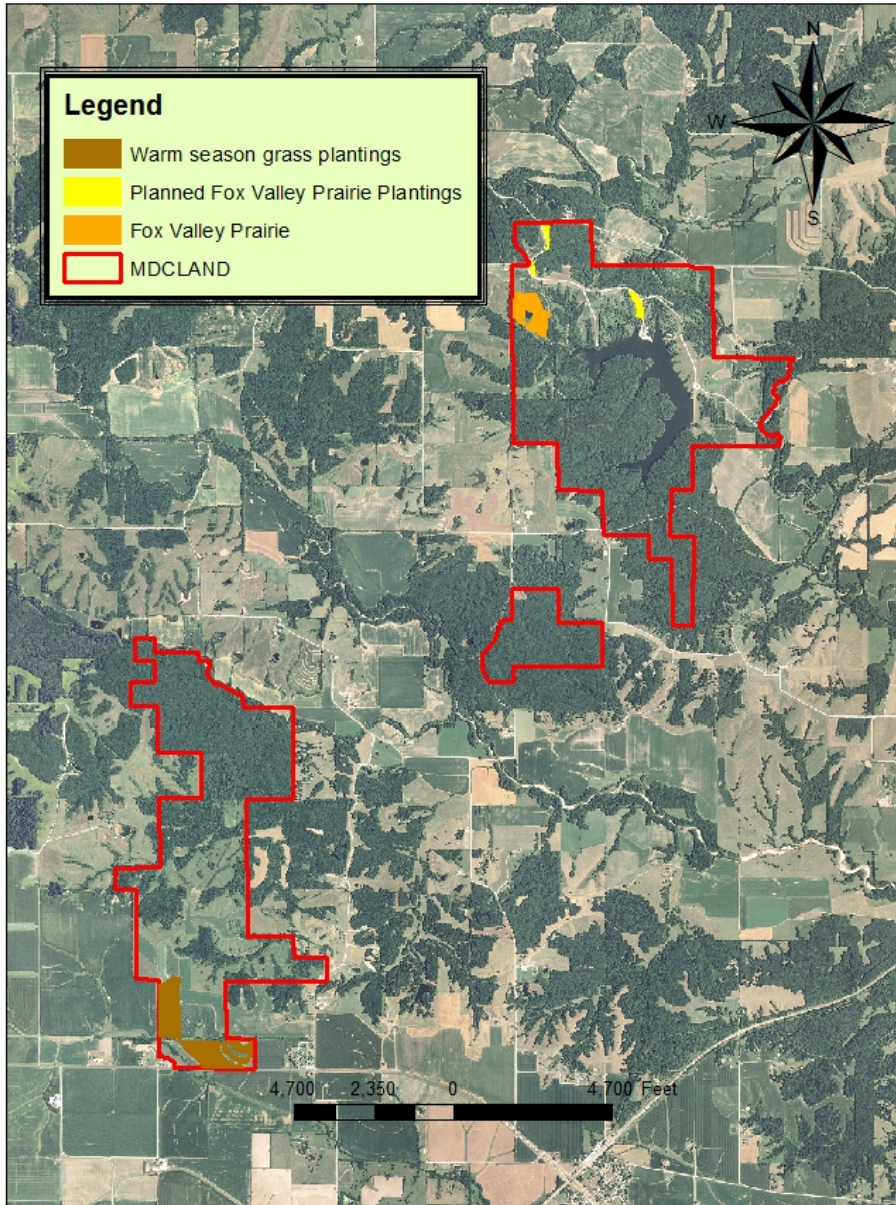 N
W
S
Legend
Warm season grass plantings
Planned Fox Valley Prairie Plantings
Fox Valley Prairie
MDCLAND
4,700 2,350 0 4,700 Feet